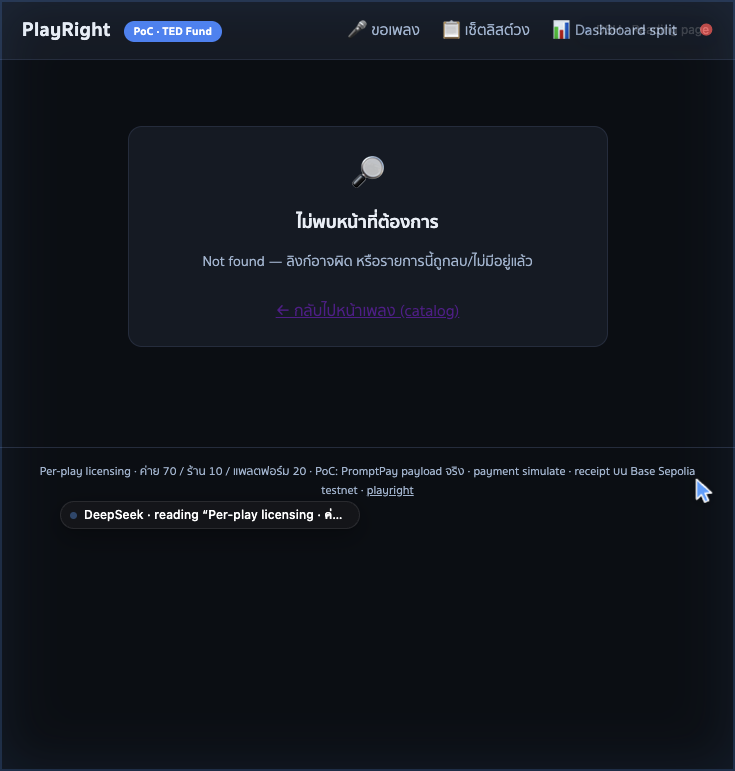 PlayRight
PoC · TED Fund
ขอเพลง
เซ็ตลิสต์วง
Dashboard split
ไม่พบหน้าที่ต้องการ
Not found — ลิงก์อาจผิด หรือรายการนี้ถูกลบ/ไม่มีอยู่แล้ว
← กลับไปหน้าเพลง (catalog)
Per-play licensing · ค่าย 70 / ร้าน 10 / แพลตฟอร์ม 20 · PoC: PromptPay payload จริง · payment simulate · receipt บน Base Sepolia
testnet · playright
DeepSeek · reading “Per-play licensing · ค่...